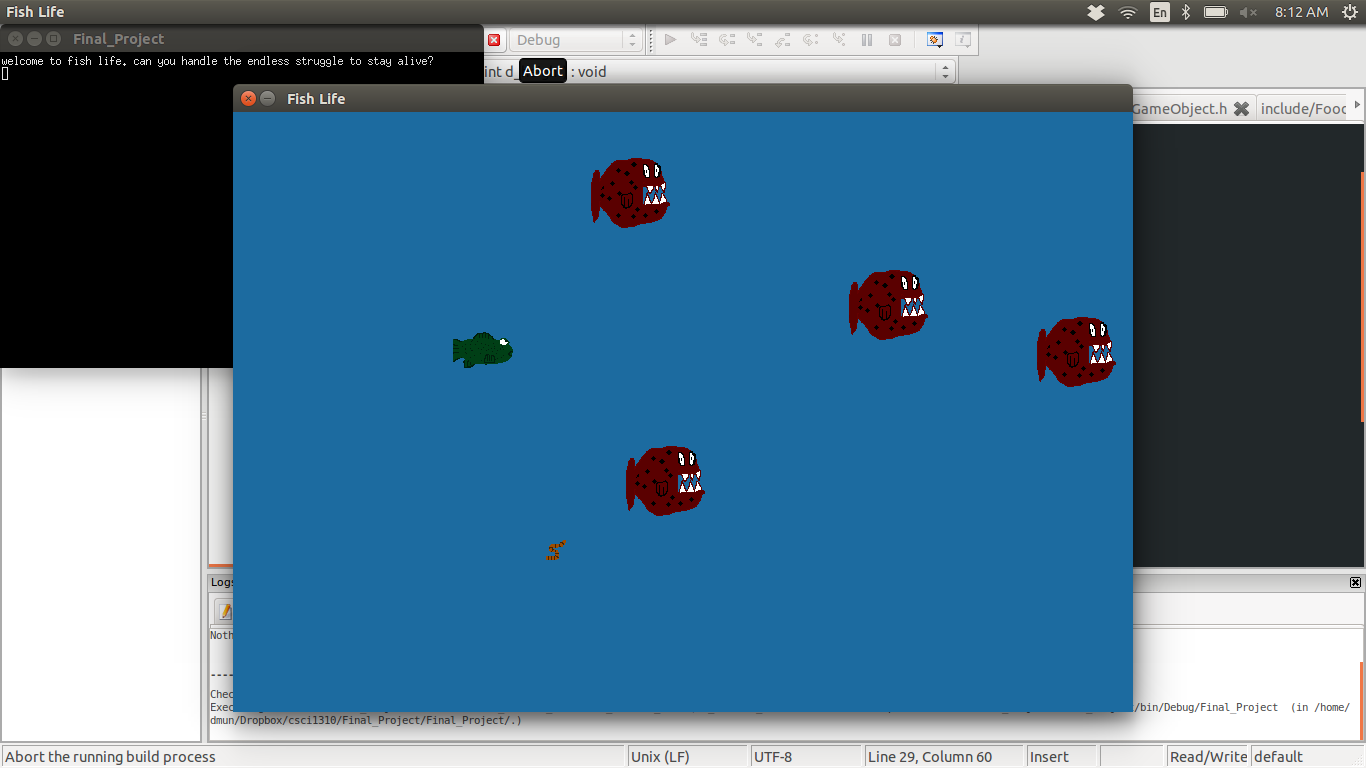 Fish Life
En
8:12 AM
Final_Project
Debug
welcome to fish life. can you handle the endless struggle to stay alive?
int d_
Abort
: void
Fish Life
GameObject.h
include/Food
Logs
Noth
Chec
Exec
/bin/Debug/Final_Project (in /home/
dmun/Dropbox/csci1310/Final_Project/Final_Project/.)
Abort the running build process
Unix (LF)
UTF-8
Line 29, Column 60
Insert
Read/Write
default